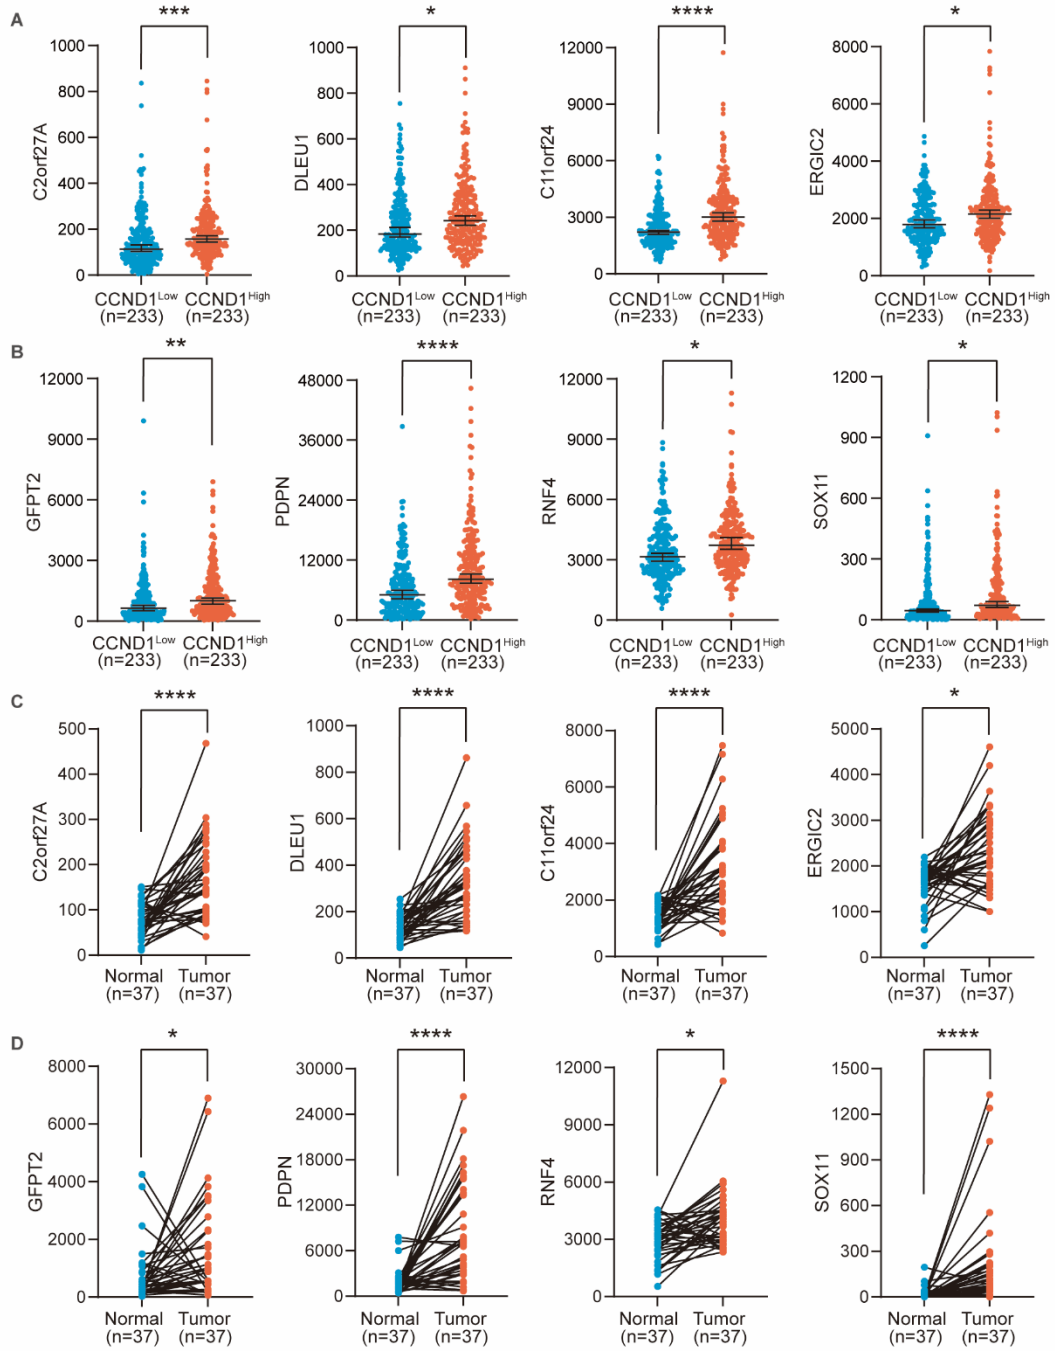 A
***
*
****
*
C2orf27A
1000
800
600
400
200
0
CCND1Low
(n=233)
CCND1High
(n=233)
DLEU1
1000
800
600
400
200
0
CCND1Low
(n=233)
CCND1High
(n=233)
C11orf24
12000
9000
6000
3000
0
CCND1Low
(n=233)
CCND1High
(n=233)
ERGIC2
8000
6000
4000
2000
0
CCND1Low
(n=233)
CCND1High
(n=233)
B
**
****
*
*
GFPT2
12000
9000
6000
3000
0
CCND1Low
(n=233)
CCND1High
(n=233)
PDPN
48000
36000
24000
12000
0
CCND1Low
(n=233)
CCND1High
(n=233)
RNF4
12000
9000
6000
3000
0
CCND1Low
(n=233)
CCND1High
(n=233)
SOX11
1200
900
600
300
0
CCND1Low
(n=233)
CCND1High
(n=233)
C
****
****
****
*
C2orf27A
500
400
300
200
100
0
Normal
(n=37)
Tumor
(n=37)
DLEU1
1000
800
600
400
200
0
Normal
(n=37)
Tumor
(n=37)
C11orf24
8000
6000
4000
2000
0
Normal
(n=37)
Tumor
(n=37)
ERGIC2
5000
4000
3000
2000
1000
0
Normal
(n=37)
Tumor
(n=37)
D
*
****
*
****
GFPT2
8000
6000
4000
2000
0
Normal
(n=37)
Tumor
(n=37)
PDPN
30000
24000
18000
12000
6000
0
Normal
(n=37)
Tumor
(n=37)
RNF4
12000
9000
6000
3000
0
Normal
(n=37)
Tumor
(n=37)
SOX11
1500
1200
900
600
300
0
Normal
(n=37)
Tumor
(n=37)